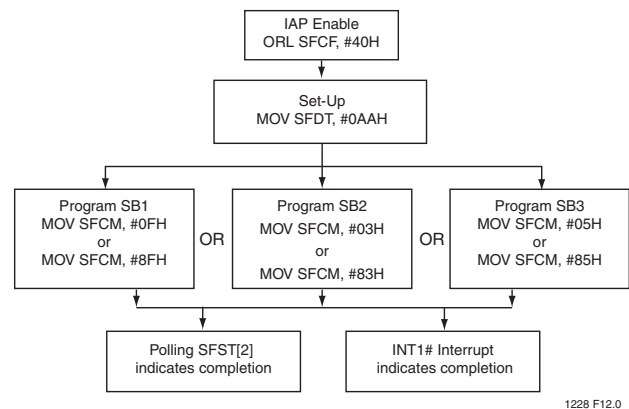 IAP Enable
ORL SFCF, #40H
Set-Up
MOV SFDT, #0AAH
Program SB1
MOV SFCM, #0FH
or
MOV SFCM, #8FH
OR
Program SB2
MOV SFCM, #03H
or
MOV SFCM, #83H
OR
Program SB3
MOV SFCM, #05H
or
MOV SFCM, #85H
Polling SFST[2]
indicates completion
INT1# Interrupt
indicates completion
1228 F12.0